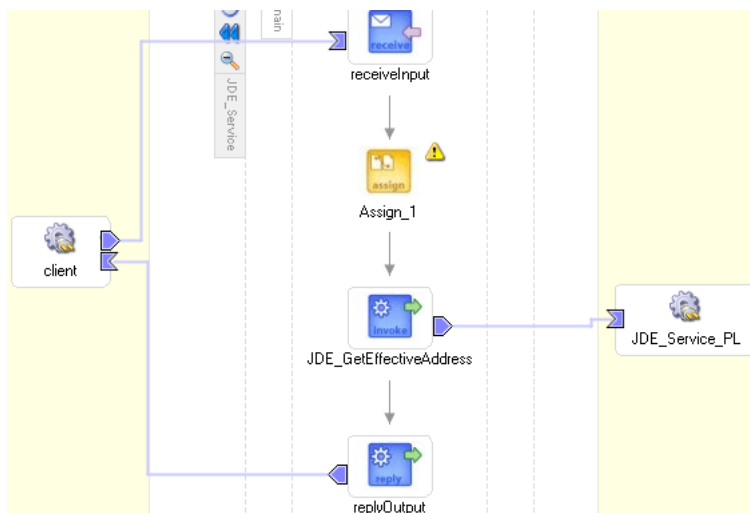 nain
receive
receiveInput
JDE_Service
assign
Assign_1
client
invoke
JDE_GetEffectiveAddress
JDE_Service_PL
reply
replyOutput